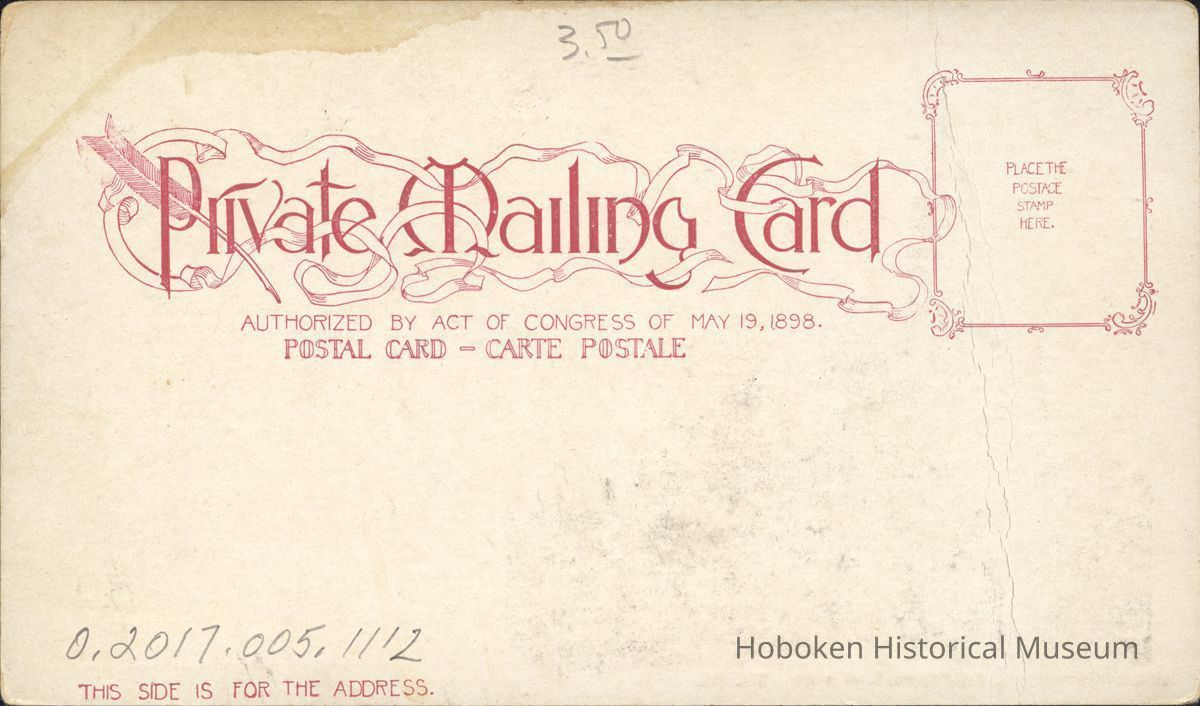 3.50
Private Mailing Card
PLACE THE
POSTAGE
STAMP
HERE.
AUTHORIZED BY ACT OF CONGRESS OF MAY 19, 1898.
POSTAL CARD – CARTE POSTALE
0.2017.005.1112
Hoboken Historical Museum
THIS SIDE IS FOR THE ADDRESS.